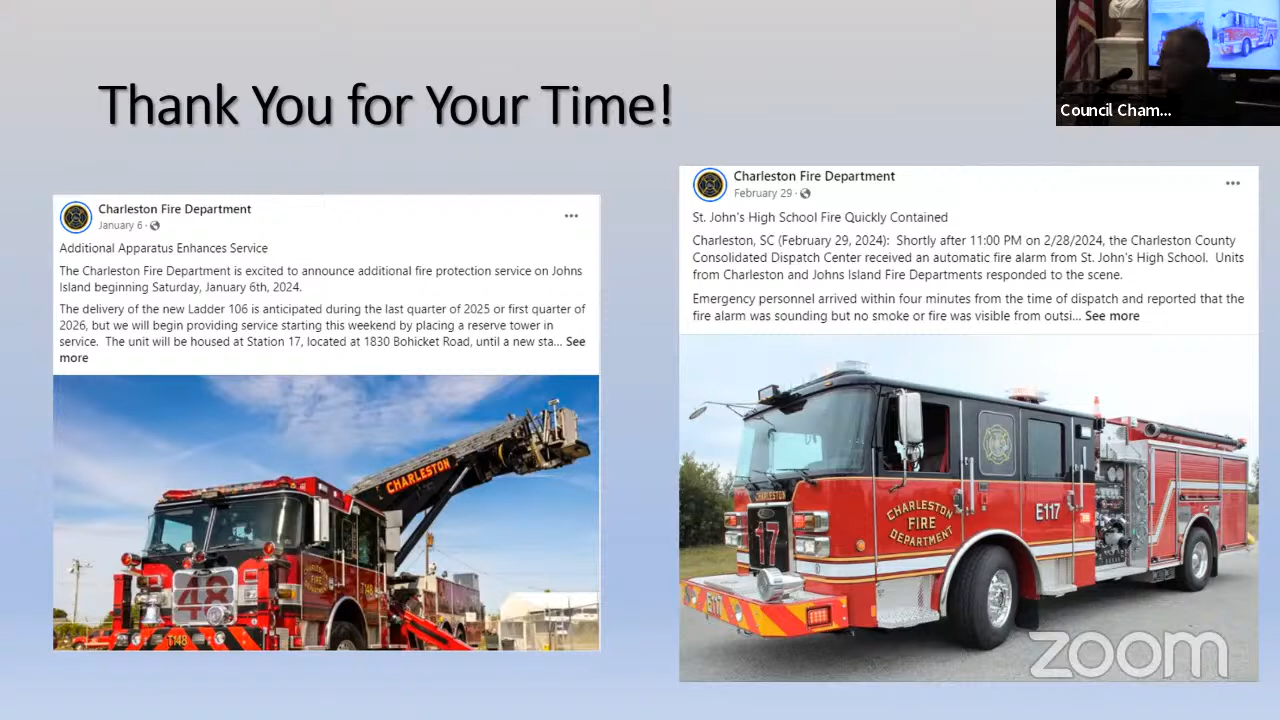 Thank You for Your Time!
Council Cham...
Charleston Fire Department
January 6 ·
Additional Apparatus Enhances Service
The Charleston Fire Department is excited to announce additional fire protection service on Johns
Island beginning Saturday, January 6th, 2024.
The delivery of the new Ladder 106 is anticipated during the last quarter of 2025 or first quarter of
2026, but we will begin providing service starting this weekend by placing a reserve tower in
service. The unit will be housed at Station 17, located at 1830 Bohicket Road, until a new sta... See
more
CHARLESTON
48
T148
T148
Charleston Fire Department
February 29 ·
St. John's High School Fire Quickly Contained
Charleston, SC (February 29, 2024): Shortly after 11:00 PM on 2/28/2024, the Charleston County
Consolidated Dispatch Center received an automatic fire alarm from St. John's High School. Units
from Charleston and Johns Island Fire Departments responded to the scene.
Emergency personnel arrived within four minutes from the time of dispatch and reported that the
fire alarm was sounding but no smoke or fire was visible from outsi... See more
CHARLESTON
17
CHARLESTON
FIRE
DEPARTMENT
E117
E117
zoom